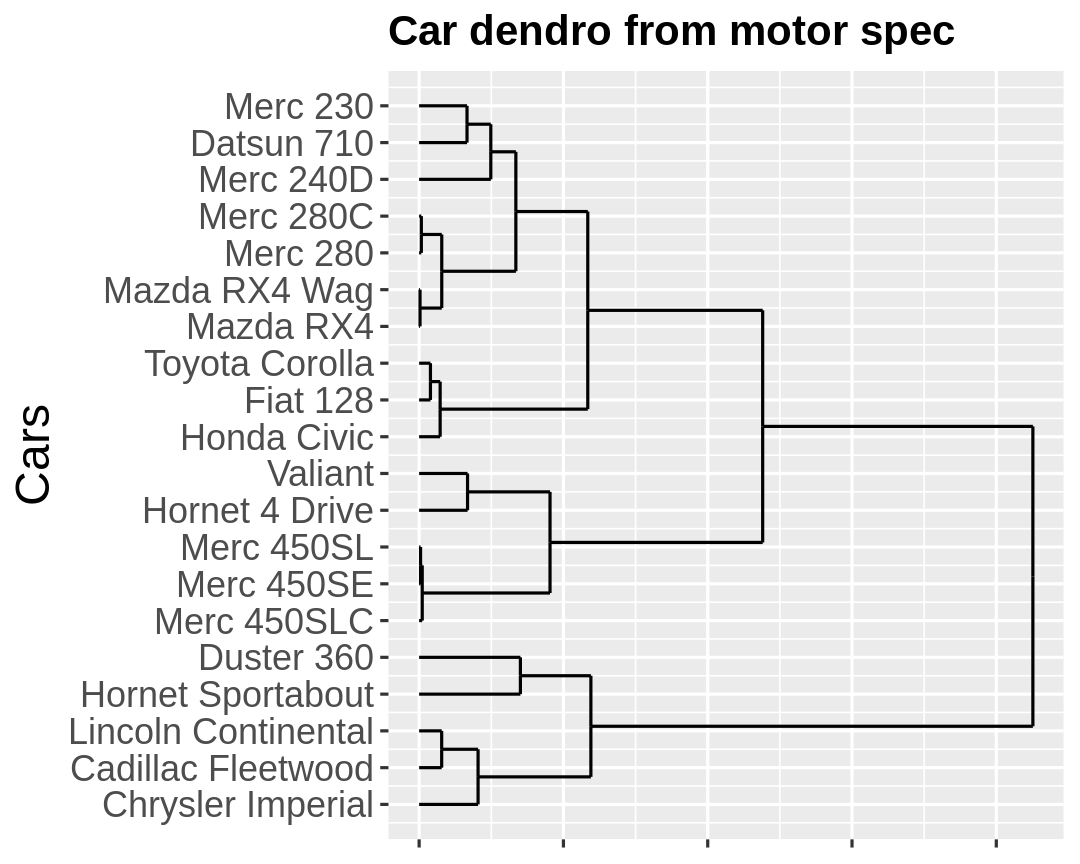 Car dendro from motor spec
Merc 230
Datsun 710
Merc 240D
Merc 280C
Merc 280
Mazda RX4 Wag
Mazda RX4
Toyota Corolla
Fiat 128
Honda Civic
Valiant
Hornet 4 Drive
Merc 450SL
Merc 450SE
Merc 450SLC
Duster 360
Hornet Sportabout
Lincoln Continental
Cadillac Fleetwood
Chrysler Imperial
Cars